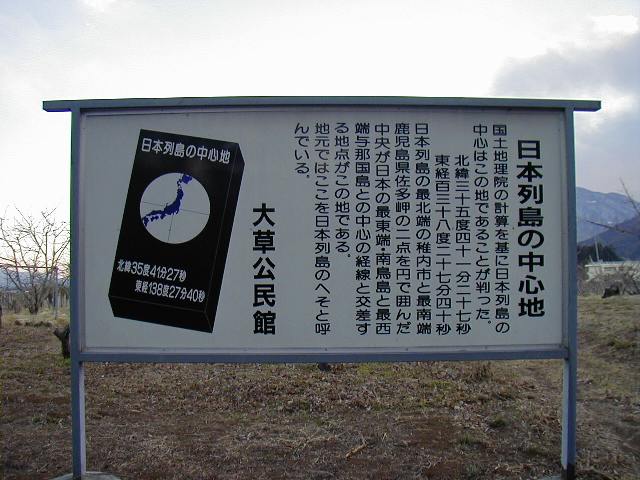 日本列島の中心地
国土地理院の計算を基に日本列島の
中心はこの地であることが判った。
北緯三十五度四十一分二十七秒
東経百三十八度二十七分四十秒
日本列島の最北端の稚内市と最南端
鹿児島県佐多岬の二点を円で囲んだ
中央が日本の最東端・南鳥島と最西
端与那国島との中心の経線と交差す
る地点がこの地である。
地元ではここを日本列島のへそと呼
んでいる。
大草公民館
日本列島の中心地
北緯35度41分27秒
東経138度27分40秒